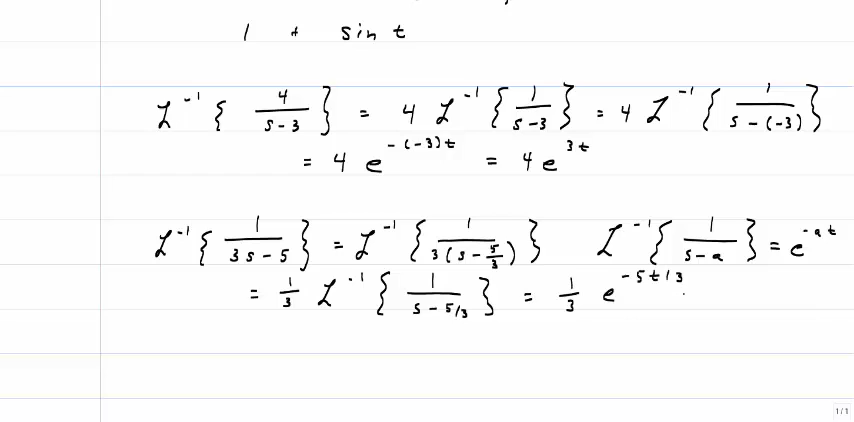 1 + sin t
ℒ⁻¹{ 4/(s-3) } = 4 ℒ⁻¹{ 1/(s-3) } = 4 ℒ⁻¹{ 1/(s-(-3)) }
= 4 e^(-(-3)t) = 4 e^(3t)
ℒ⁻¹{ 1/(3s-5) } = ℒ⁻¹{ 1/(3(s-5/3)) } ℒ⁻¹{ 1/(s-a) } = e^(-at)
= 1/3 ℒ⁻¹{ 1/(s-5/3) } = 1/3 e^(-5t/3)
1/1